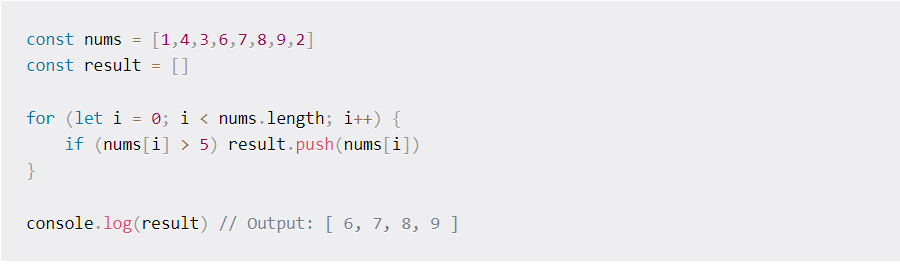 const nums = [1,4,3,6,7,8,9,2]
const result = []

for (let i = 0; i < nums.length; i++) {
    if (nums[i] > 5) result.push(nums[i])
}

console.log(result) // Output: [ 6, 7, 8, 9 ]